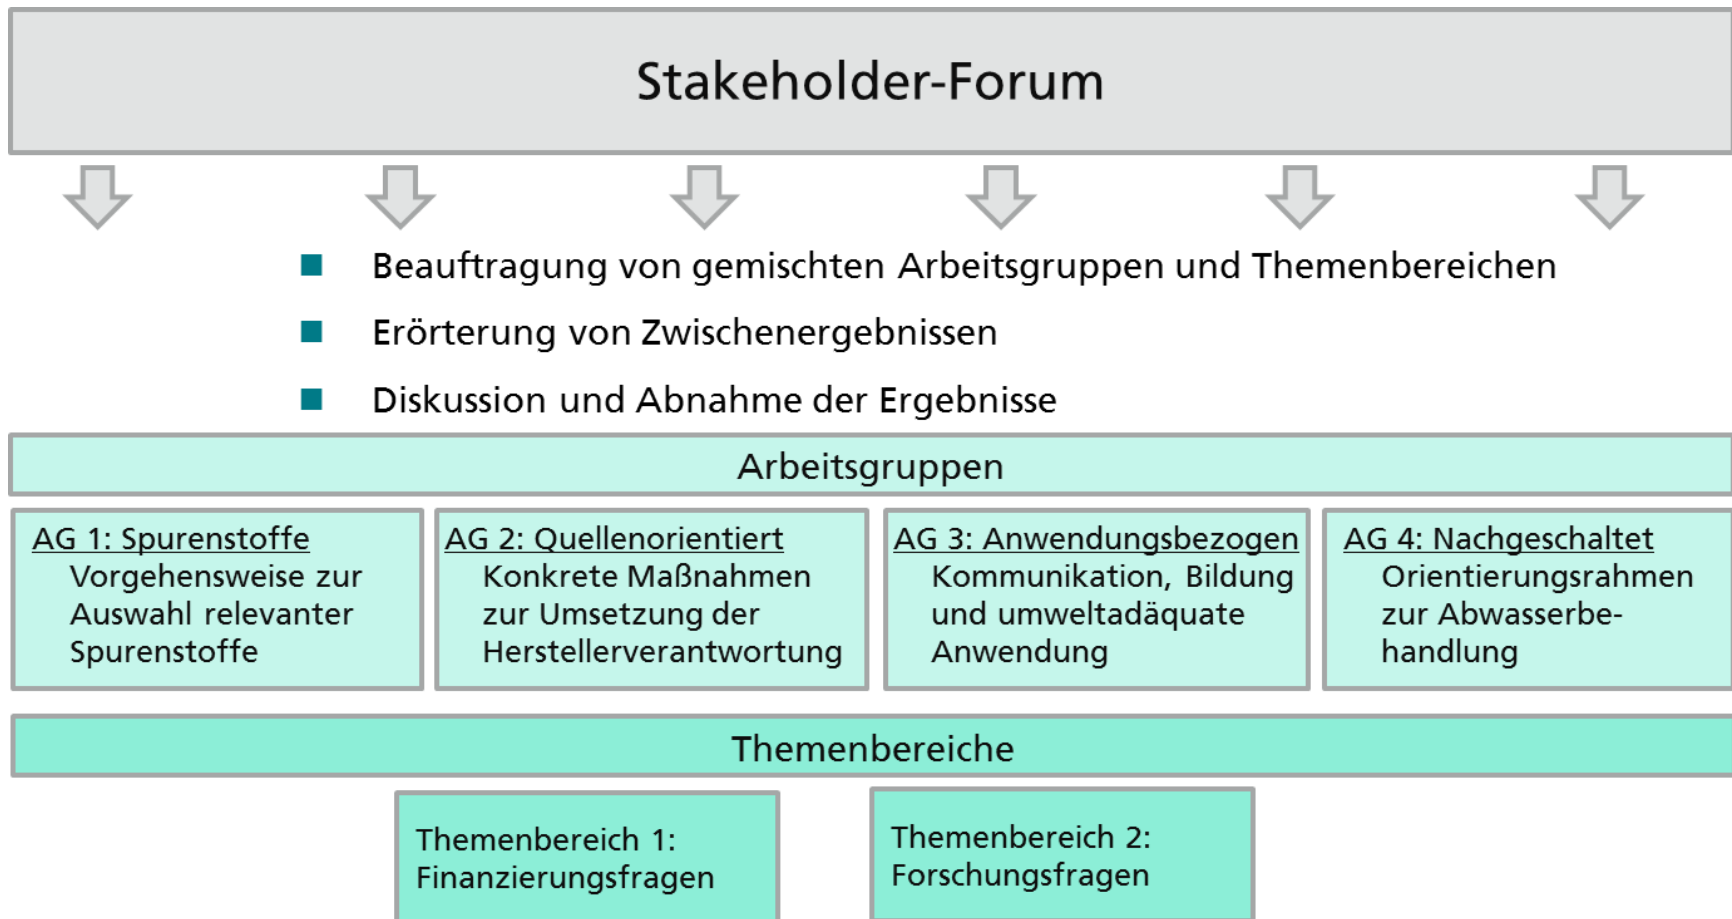 Stakeholder-Forum
Beauftragung von gemischten Arbeitsgruppen und Themenbereichen
Erörterung von Zwischenergebnissen
Diskussion und Abnahme der Ergebnisse
Arbeitsgruppen
AG 1: Spurenstoffe
Vorgehensweise zur
Auswahl relevanter
Spurenstoffe
AG 2: Quellenorientiert
Konkrete Maßnahmen
zur Umsetzung der
Herstellerverantwortung
AG 3: Anwendungsbezogen
Kommunikation, Bildung
und umweltadäquate
Anwendung
AG 4: Nachgeschaltet
Orientierungsrahmen
zur Abwasserbe-
handlung
Themenbereiche
Themenbereich 1:
Finanzierungsfragen
Themenbereich 2:
Forschungsfragen